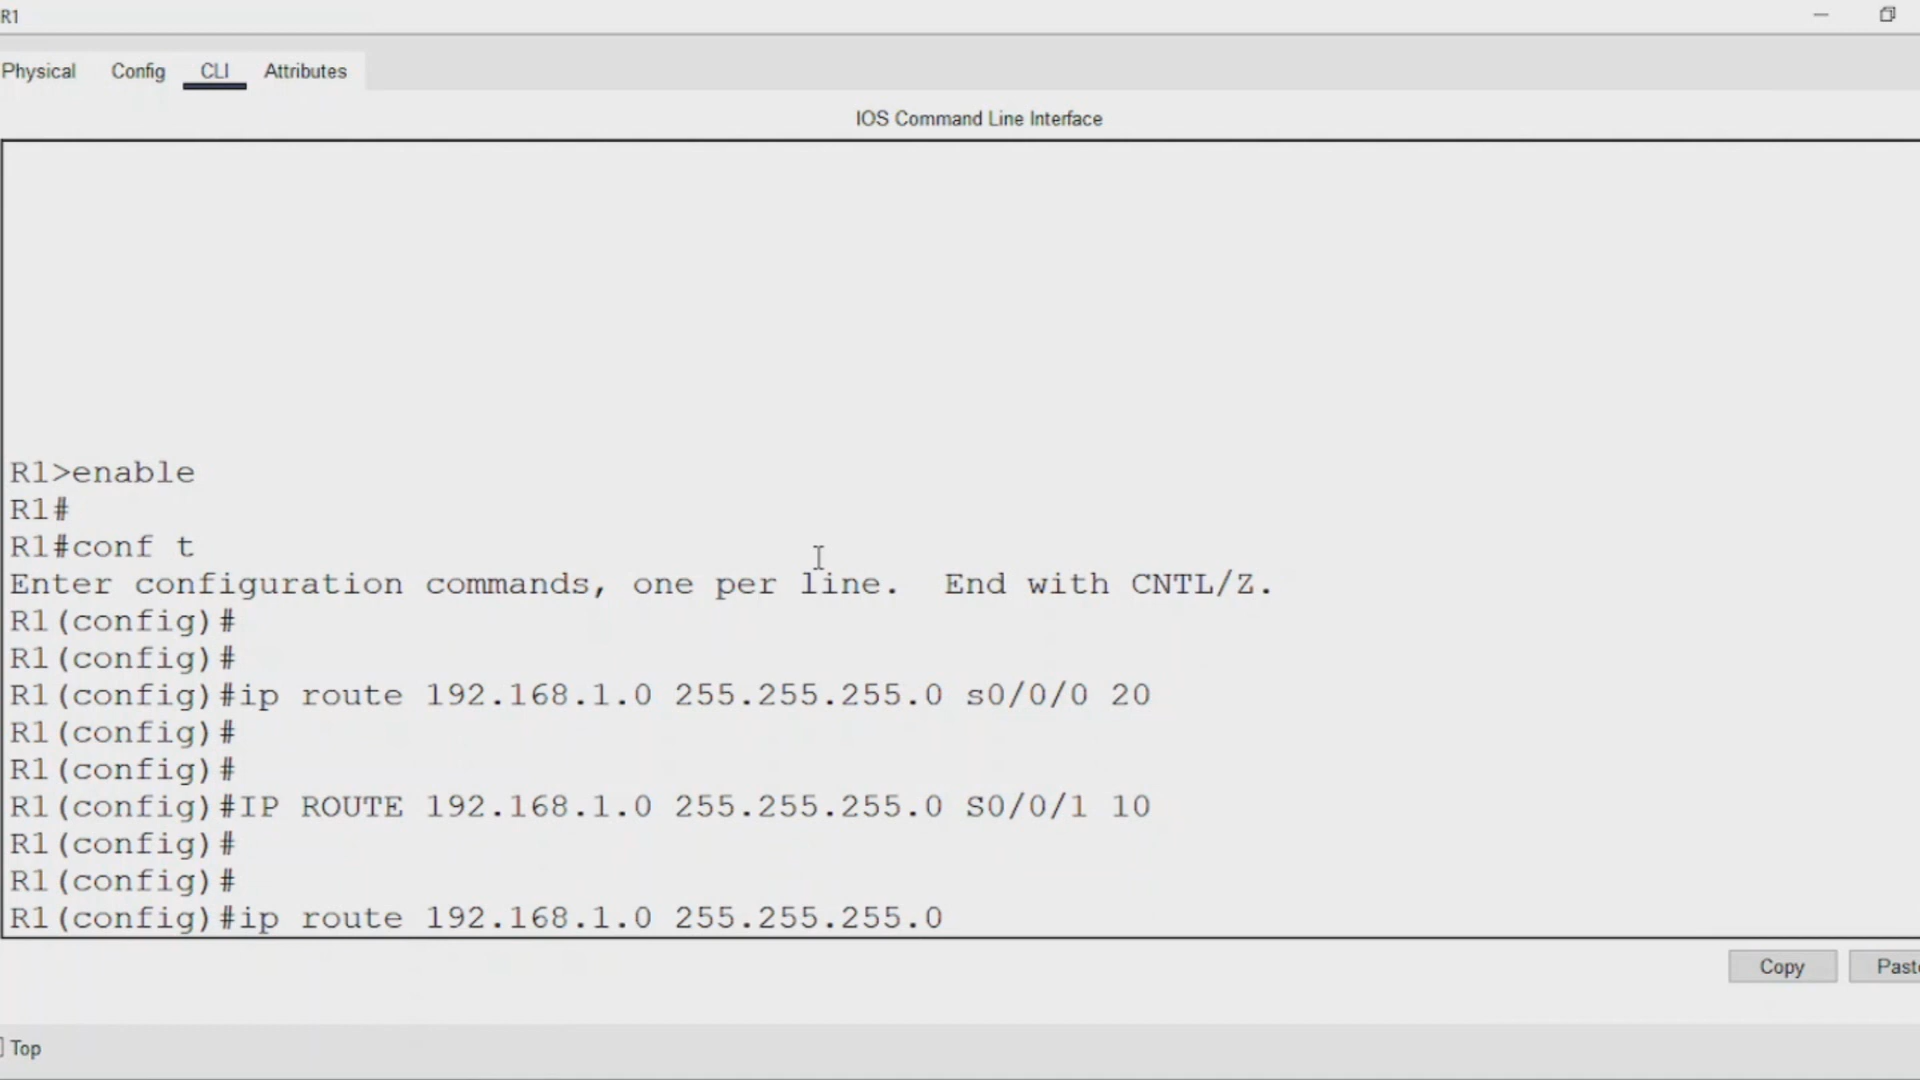 R1
Physical Config CLI Attributes
IOS Command Line Interface
R1>enable
R1#
R1#conf t
Enter configuration commands, one per line.  End with CNTL/Z.
R1(config)#
R1(config)#
R1(config)#ip route 192.168.1.0 255.255.255.0 s0/0/0 20
R1(config)#
R1(config)#
R1(config)#IP ROUTE 192.168.1.0 255.255.255.0 S0/0/1 10
R1(config)#
R1(config)#
R1(config)#ip route 192.168.1.0 255.255.255.0
Copy Past
Top